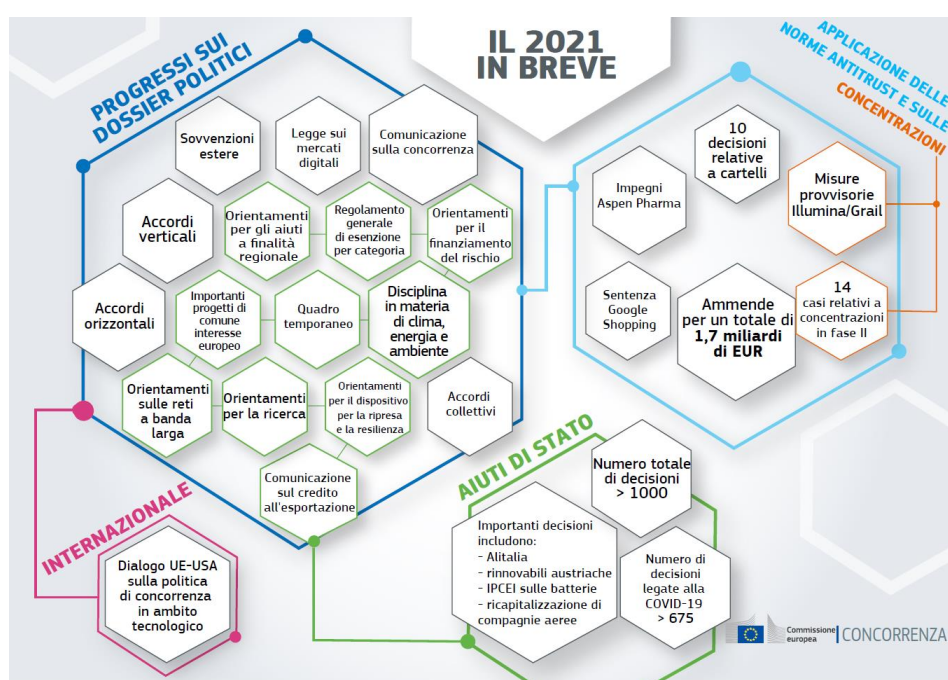 IL 2021
IN BREVE
PROGRESSI SUI
DOSSIER POLITICI
Sovvenzioni
estere
Legge sui
mercati
digitali
Comunicazione
sulla concorrenza
Accordi
verticali
Orientamenti
per gli aiuti
a finalità
regionale
Regolamento
generale
di esenzione
per categoria
Orientamenti
per il
finanziamento
del rischio
Accordi
orizzontali
Importanti
progetti di
comune
interesse
europeo
Quadro
temporaneo
Disciplina
in materia
di clima,
energia e
ambiente
Orientamenti
sulle reti
a banda
larga
Orientamenti
per la ricerca
Orientamenti
per il dispositivo
per la ripresa
e la resilienza
Accordi
collettivi
Comunicazione
sul credito
all'esportazione
APPLICAZIONE DELLE
NORME ANTITRUST E SULLE
CONCENTRAZIONI
10
decisioni
relative
a cartelli
Impegni
Aspen Pharma
Misure
provvisorie
Illumina/Grail
Sentenza
Google
Shopping
Ammende
per un totale di
1,7 miliardi
di EUR
14
casi relativi a
concentrazioni
in fase II
INTERNAZIONALE
Dialogo UE-USA
sulla politica
di concorrenza
in ambito
tecnologico
AIUTI DI STATO
Numero totale
di decisioni
> 1000
Importanti decisioni
includono:
- Alitalia
- rinnovabili austriache
- IPCEI sulle batterie
- ricapitalizzazione di
compagnie aeree
Numero di
decisioni
legate alla
COVID-19
> 675
Commissione
europea
CONCORRENZA